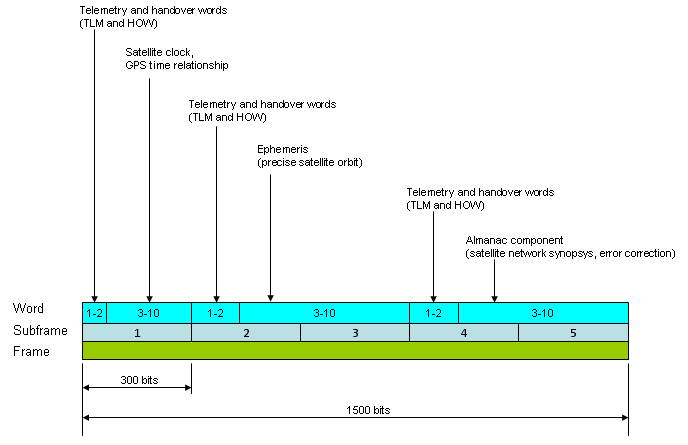 Telemetry and handover words
(TLM and HOW)
Satellite clock,
GPS time relationship
Telemetry and handover words
(TLM and HOW)
Ephemeris
(precise satellite orbit)
Telemetry and handover words
(TLM and HOW)
Almanac component
(satellite network synopsys, error correction)
Word 1-2 3-10 1-2 3-10 1-2 3-10
Subframe 1 2 3 4 5
Frame
300 bits
1500 bits